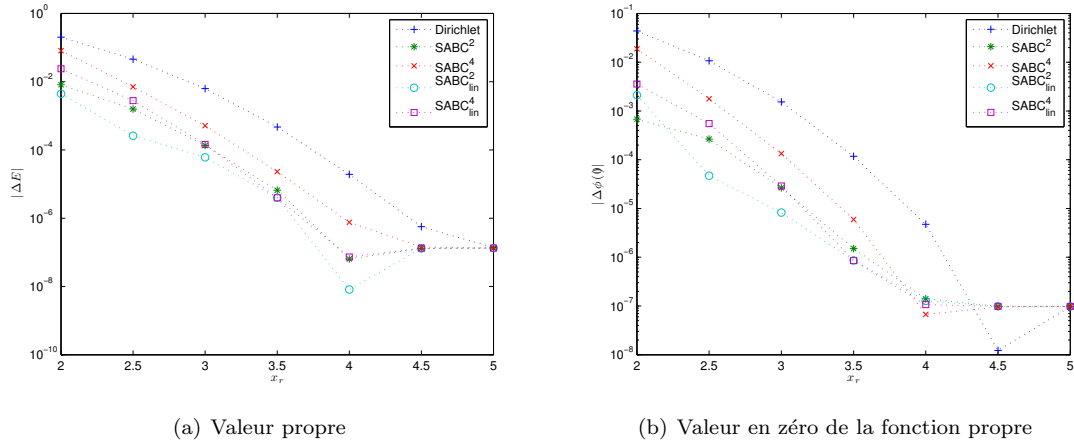 10^0
10^-2
10^-4
10^-6
10^-8
10^-10
|ΔE|
2 2.5 3 3.5 4 4.5 5
x_r
Dirichlet
SABC^2
SABC^4
SABC^2_lin
SABC^4_lin
(a) Valeur propre
10^-1
10^-2
10^-3
10^-4
10^-5
10^-6
10^-7
10^-8
|Δϕ(0)|
2 2.5 3 3.5 4 4.5 5
x_r
Dirichlet
SABC^2
SABC^4
SABC^2_lin
SABC^4_lin
(b) Valeur en zéro de la fonction propre